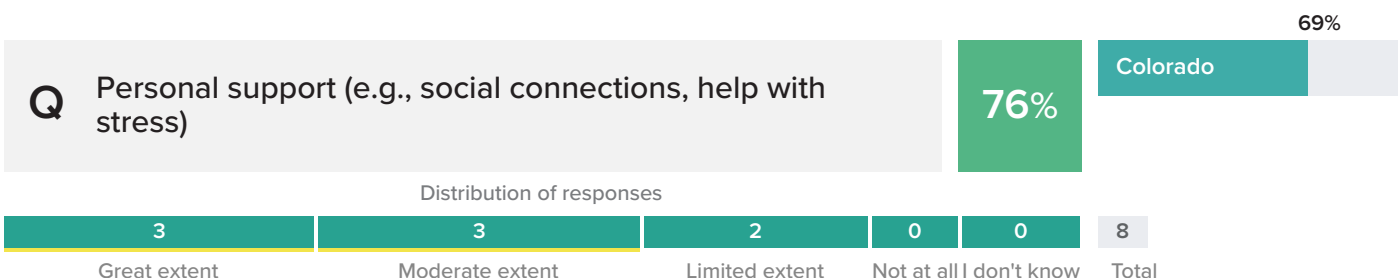 69%
Q Personal support (e.g., social connections, help with
stress)
76%
Colorado
Distribution of responses
3 3 2 0 0 8
Great extent Moderate extent Limited extent Not at all I don't know Total